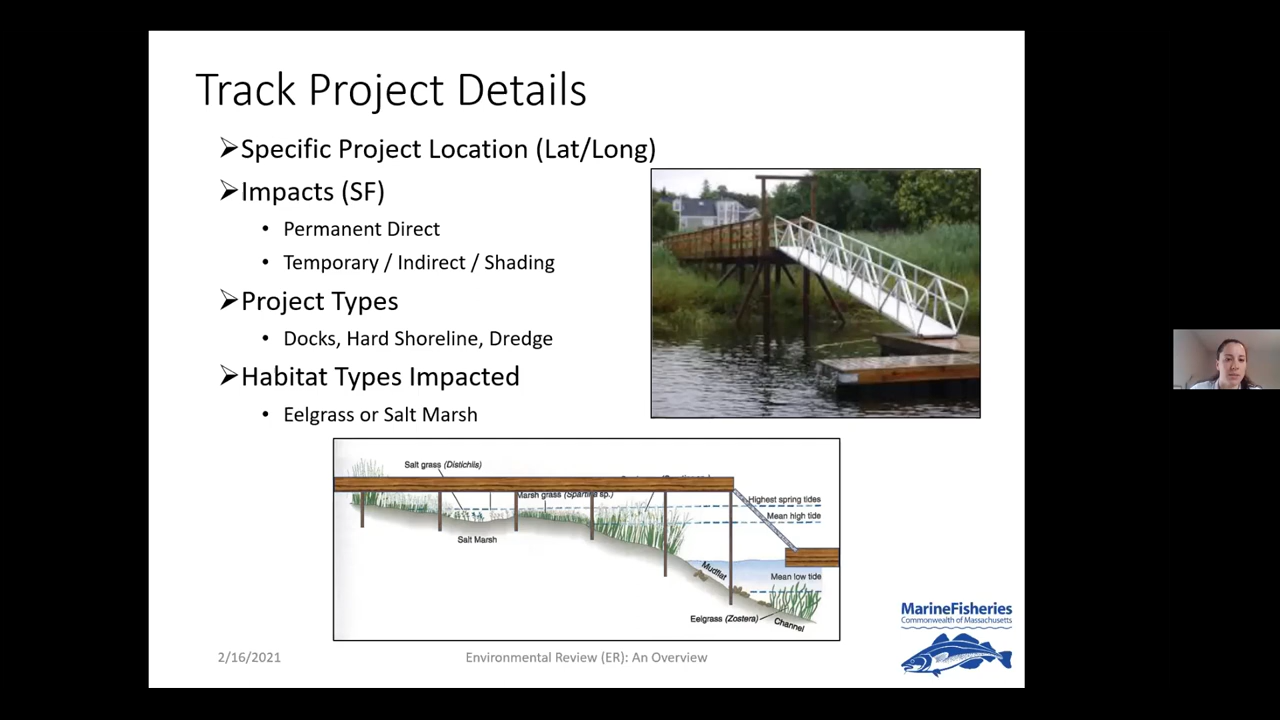 Track Project Details
➢Specific Project Location (Lat/Long)
➢Impacts (SF)
• Permanent Direct
• Temporary / Indirect / Shading
➢Project Types
• Docks, Hard Shoreline, Dredge
➢Habitat Types Impacted
• Eelgrass or Salt Marsh
Salt grass (Distichlis)
Marsh grass (Spartina sp.)
Highest spring tides
Mean high tide
Salt Marsh
Mudflat
Mean low tide
Eelgrass (Zostera)
Channel
MarineFisheries
Commonwealth of Massachusetts
2/16/2021
Environmental Review (ER): An Overview